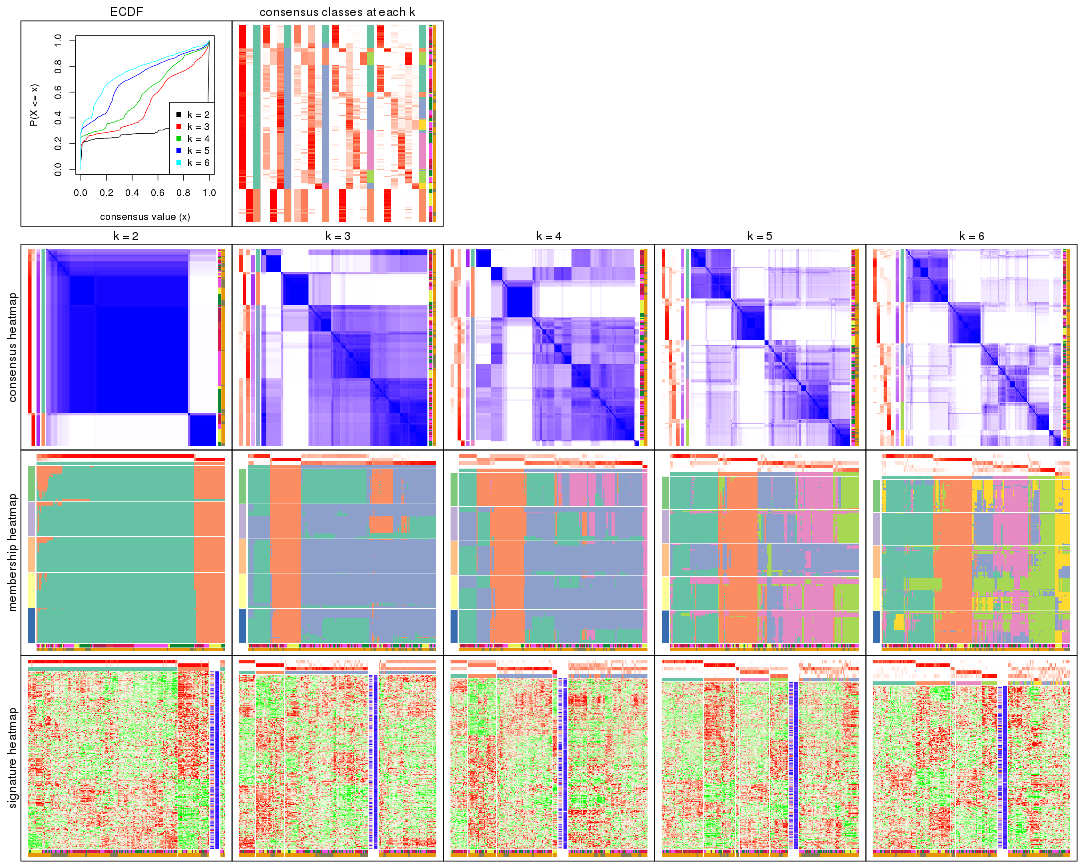 ECDF
consensus classes at each k
P(X <= x)
0.0 0.2 0.4 0.6 0.8 1.0
k = 2
k = 3
k = 4
k = 5
k = 6
0.0 0.2 0.4 0.6 0.8 1.0
consensus value (x)
k = 2
k = 3
k = 4
k = 5
k = 6
consensus heatmap
membership heatmap
signature heatmap